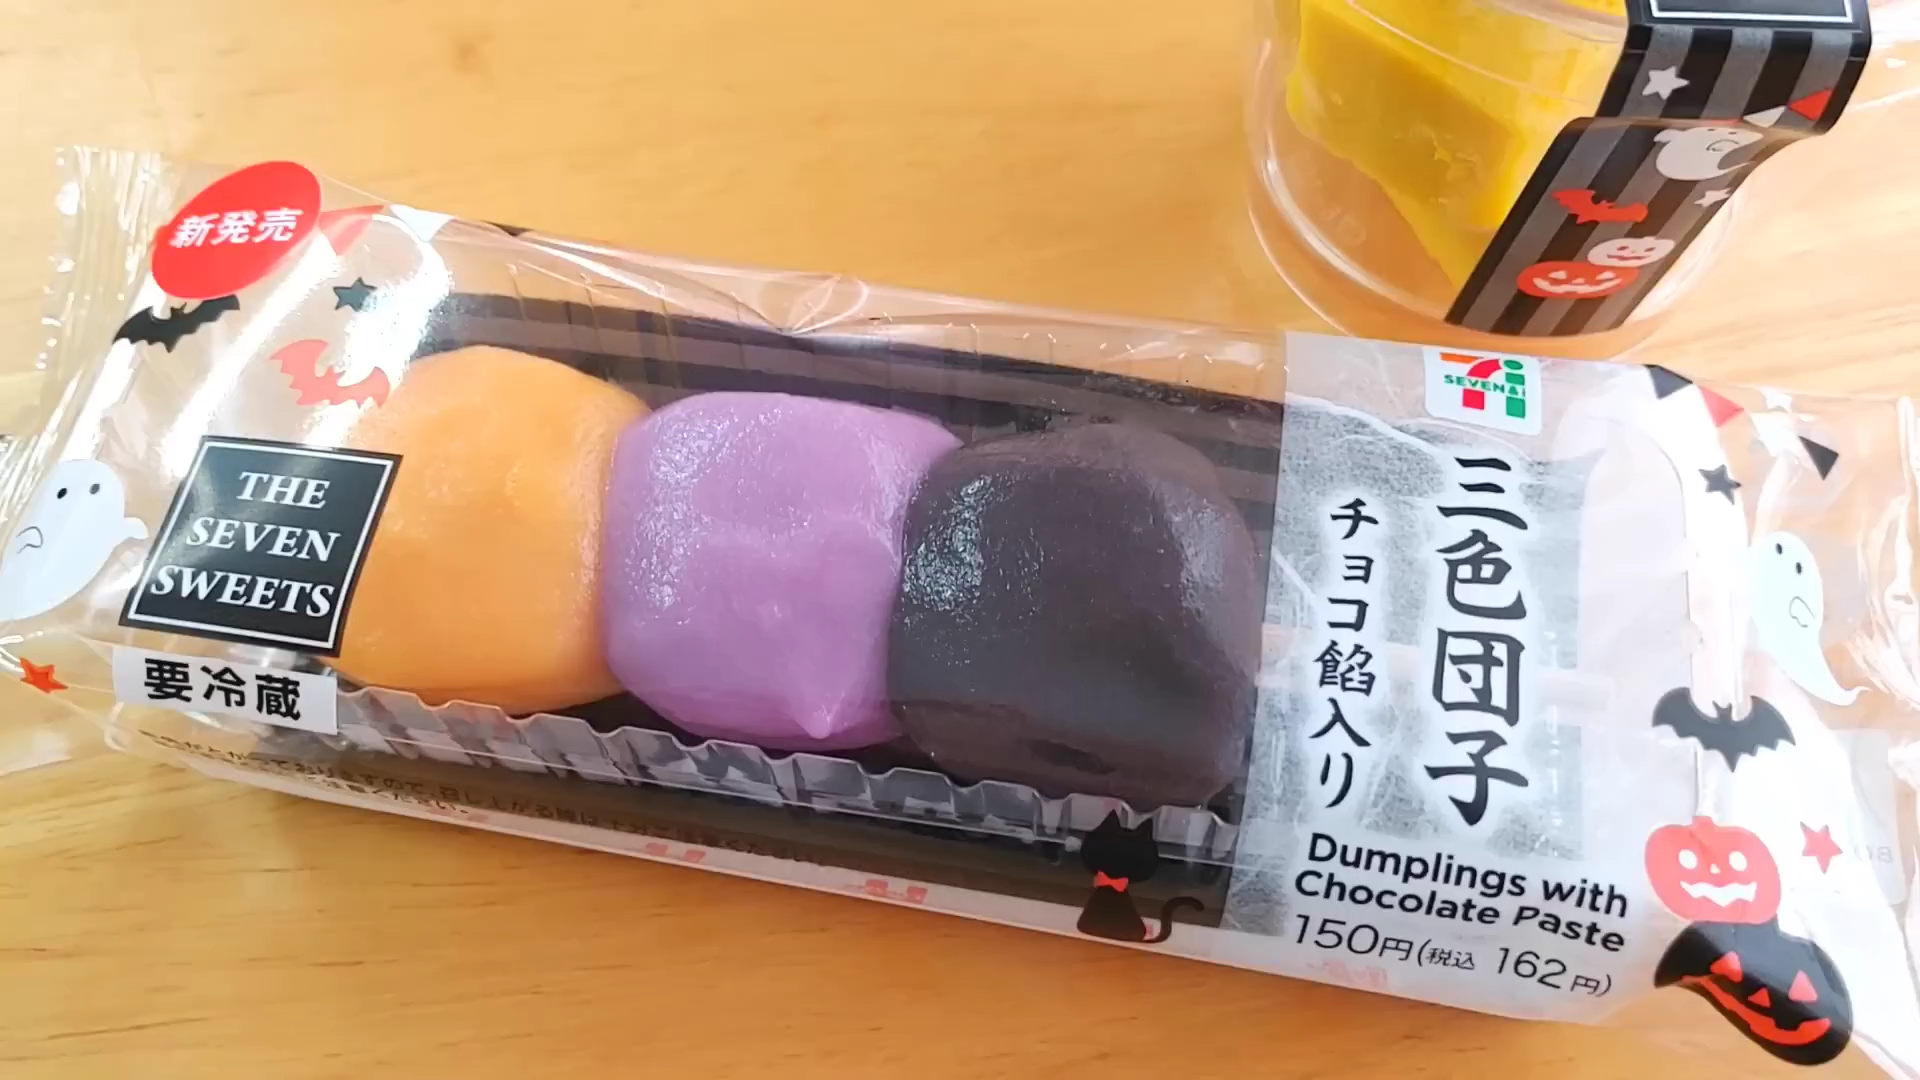 新発売
THE
SEVEN
SWEETS
要冷蔵
SEVEN&i
三色団子
チョコ餡入り
Dumplings with
Chocolate Paste
150円(税込 162円)